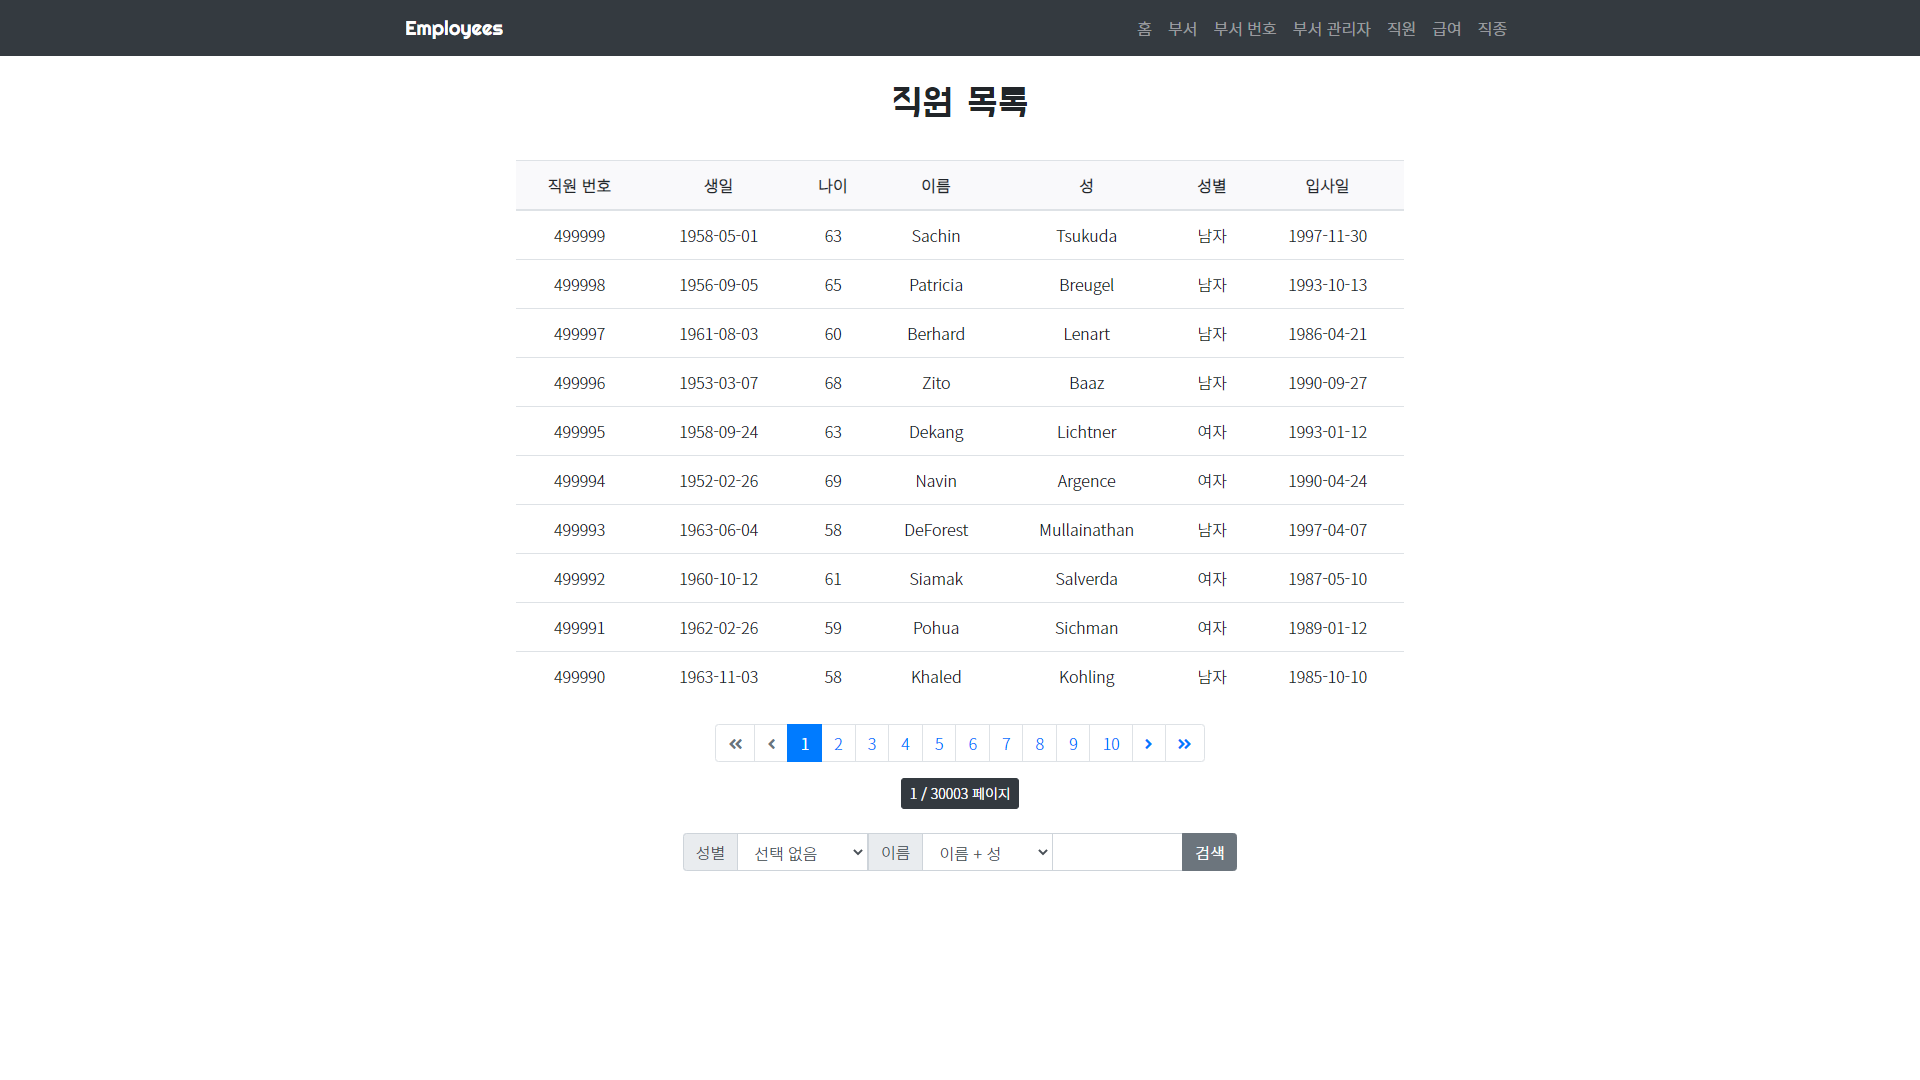 Employees 홈 부서 부서 번호 부서 관리자 직원 급여 직종
직원 목록
직원 번호 생일 나이 이름 성 성별 입사일
499999 1958-05-01 63 Sachin Tsukuda 남자 1997-11-30
499998 1956-09-05 65 Patricia Breugel 남자 1993-10-13
499997 1961-08-03 60 Berhard Lenart 남자 1986-04-21
499996 1953-03-07 68 Zito Baaz 남자 1990-09-27
499995 1958-09-24 63 Dekang Lichtner 여자 1993-01-12
499994 1952-02-26 69 Navin Argence 여자 1990-04-24
499993 1963-06-04 58 DeForest Mullainathan 남자 1997-04-07
499992 1960-10-12 61 Siamak Salverda 여자 1987-05-10
499991 1962-02-26 59 Pohua Sichman 여자 1989-01-12
499990 1963-11-03 58 Khaled Kohling 남자 1985-10-10
« ‹ 1 2 3 4 5 6 7 8 9 10 › »
1 / 30003 페이지
성별 선택 없음 이름 이름 + 성 검색